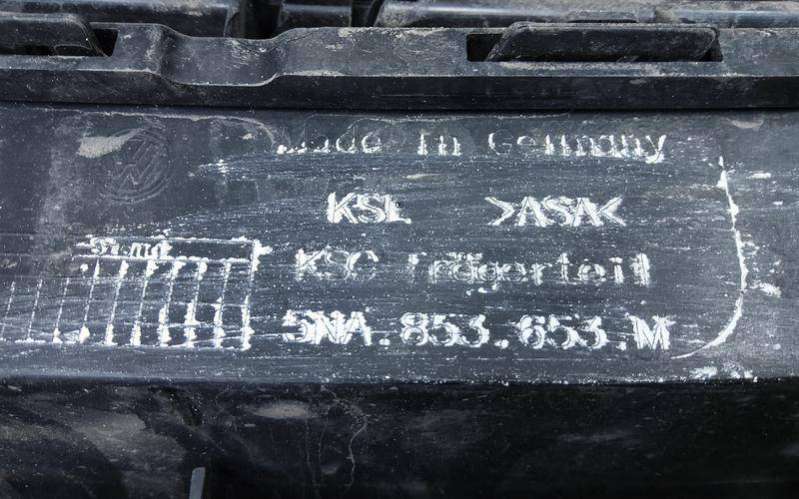 Made in Germany
KSL >ASA<
KSC Trägerteil
5NA.853.653.M